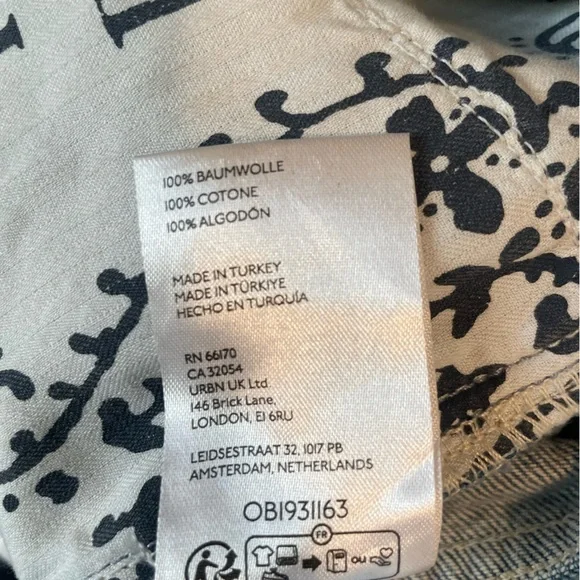 100% BAUMWOLLE
100% COTONE
100% ALGODÓN
MADE IN TURKEY
MADE IN TÜRKIYE
HECHO EN TURQUÍA
RN 66170
CA 32054
URBN UK Ltd
146 Brick Lane,
LONDON, E1 6RU
LEIDSESTRAAT 32, 1017 PB
AMSTERDAM, NETHERLANDS
OB1931163
FR
OU